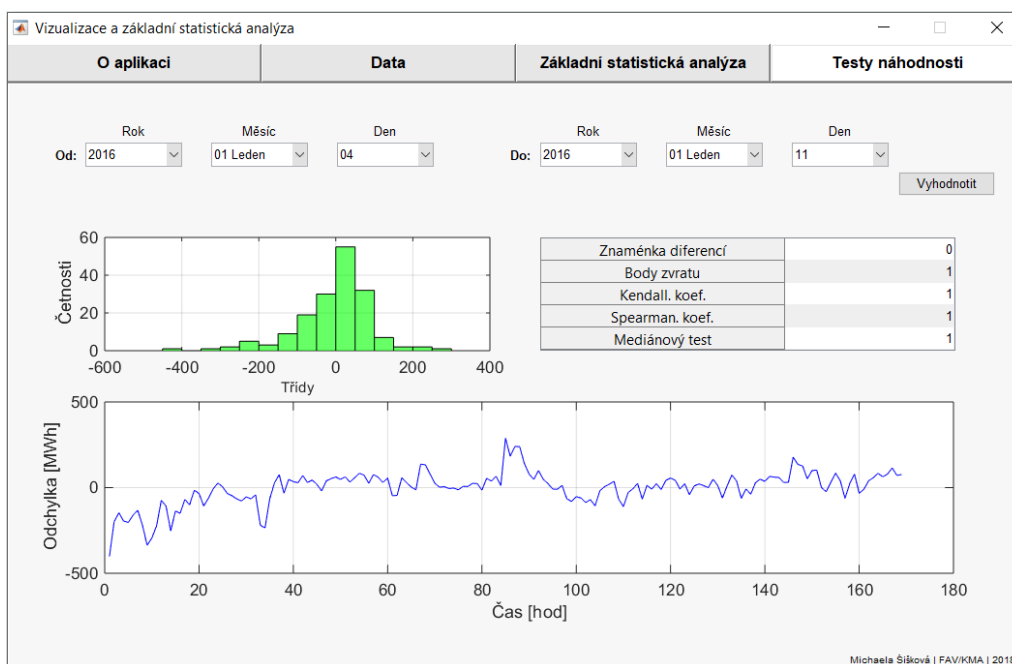 Vizualizace a základní statistická analýza
O aplikaci Data Základní statistická analýza Testy náhodnosti
Rok Měsíc Den Rok Měsíc Den
Od: 2016 01 Leden 04 Do: 2016 01 Leden 11
Vyhodnotit
60
40
20
0
Četnosti
-600 -400 -200 0 200 400
Třídy
Znaménka diferencí 0
Body zvratu 1
Kendall. koef. 1
Spearman. koef. 1
Mediánový test 1
500
0
-500
Odchylka [MWh]
0 20 40 60 80 100 120 140 160 180
Čas [hod]
Michaela Šišková | FAV/KMA | 2018